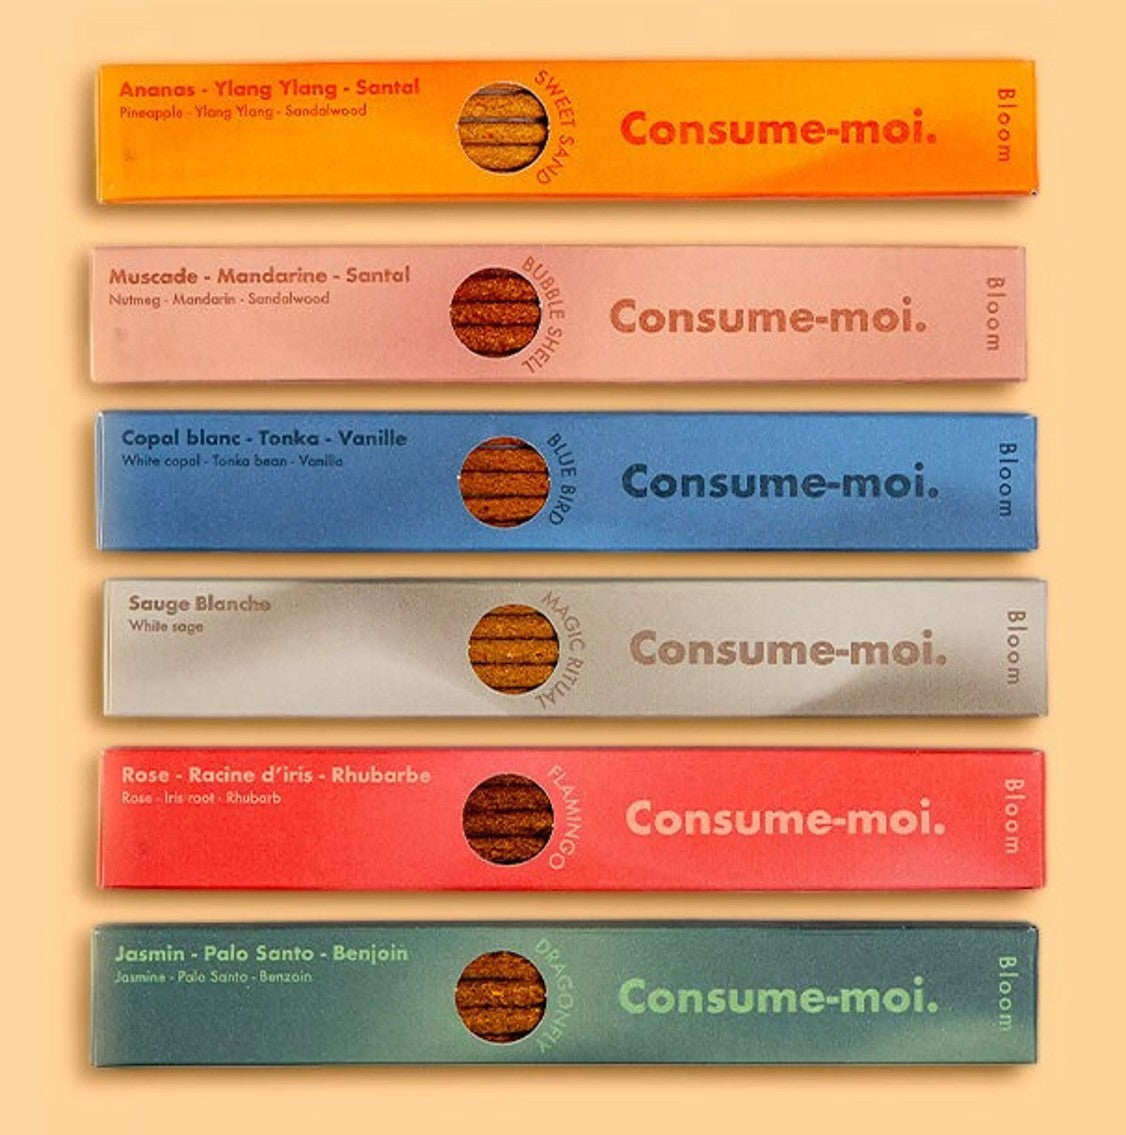 Ananas - Ylang Ylang - Santal
Pineapple - Ylang Ylang - Sandalwood
SWEET SAND
Consume-moi.
Bloom
Muscade - Mandarine - Santal
Nutmeg - Mandarin - Sandalwood
BUBBLE SHELL
Consume-moi.
Bloom
Copal blanc - Tonka - Vanille
White copal - Tonka bean - Vanilla
BLUE BIRD
Consume-moi.
Bloom
Sauge Blanche
White sage
MAGIC RITUAL
Consume-moi.
Bloom
Rose - Racine d'iris - Rhubarbe
Rose - Iris root - Rhubarb
FLAMINGO
Consume-moi.
Bloom
Jasmin - Palo Santo - Benjoin
Jasmine - Palo Santo - Benzoin
DRAGONFLY
Consume-moi.
Bloom